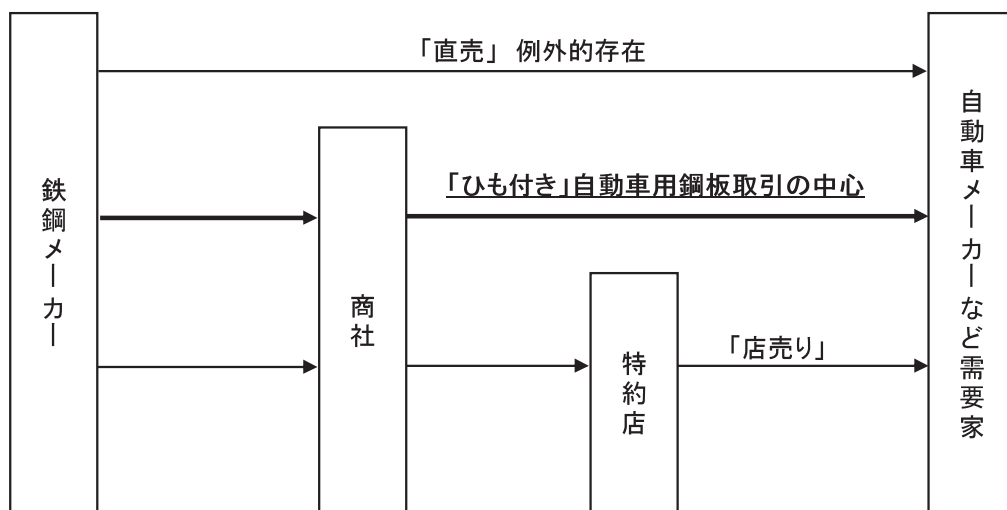 「直売」 例外的存在
鉄鋼メーカー
商社
「ひも付き」自動車用鋼板取引の中心
特約店
「店売り」
自動車メーカーなど需要家